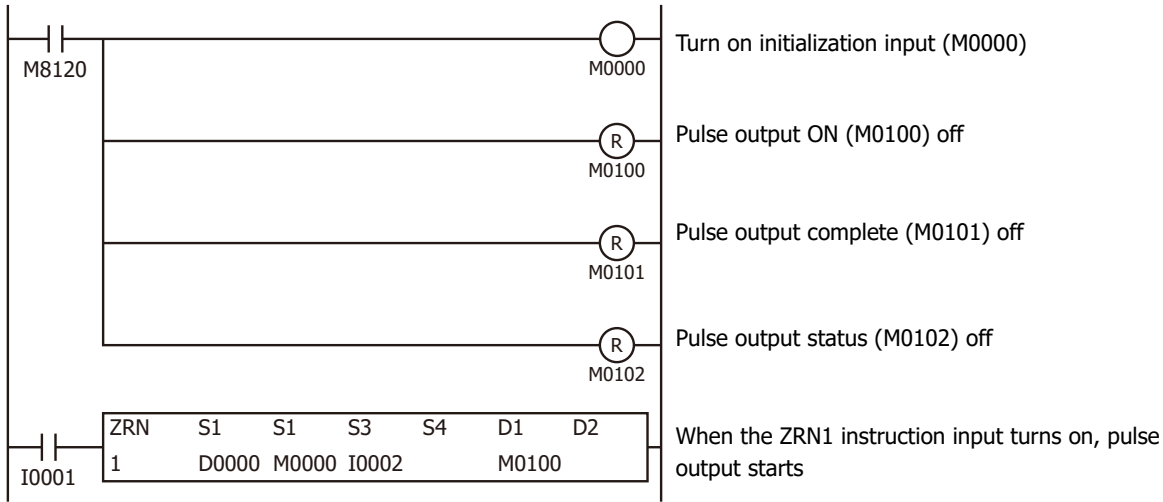 M8120
M0000
Turn on initialization input (M0000)
R
M0100
Pulse output ON (M0100) off
R
M0101
Pulse output complete (M0101) off
R
M0102
Pulse output status (M0102) off
I0001
ZRN S1 S1 S3 S4 D1 D2
1 D0000 M0000 I0002 M0100
When the ZRN1 instruction input turns on, pulse
output starts